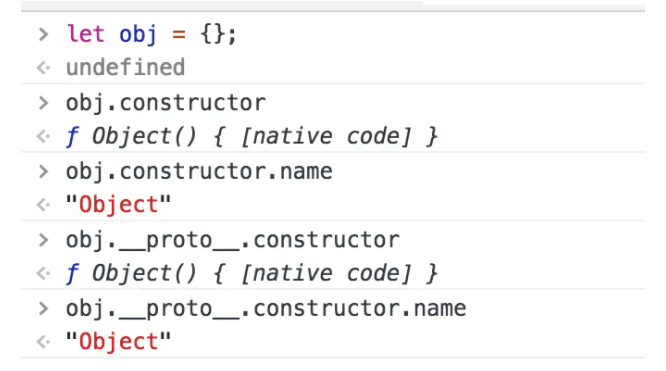 > let obj = {};
<· undefined
> obj.constructor
<· ƒ Object() { [native code] }
> obj.constructor.name
<· "Object"
> obj.__proto__.constructor
<· ƒ Object() { [native code] }
> obj.__proto__.constructor.name
<· "Object"